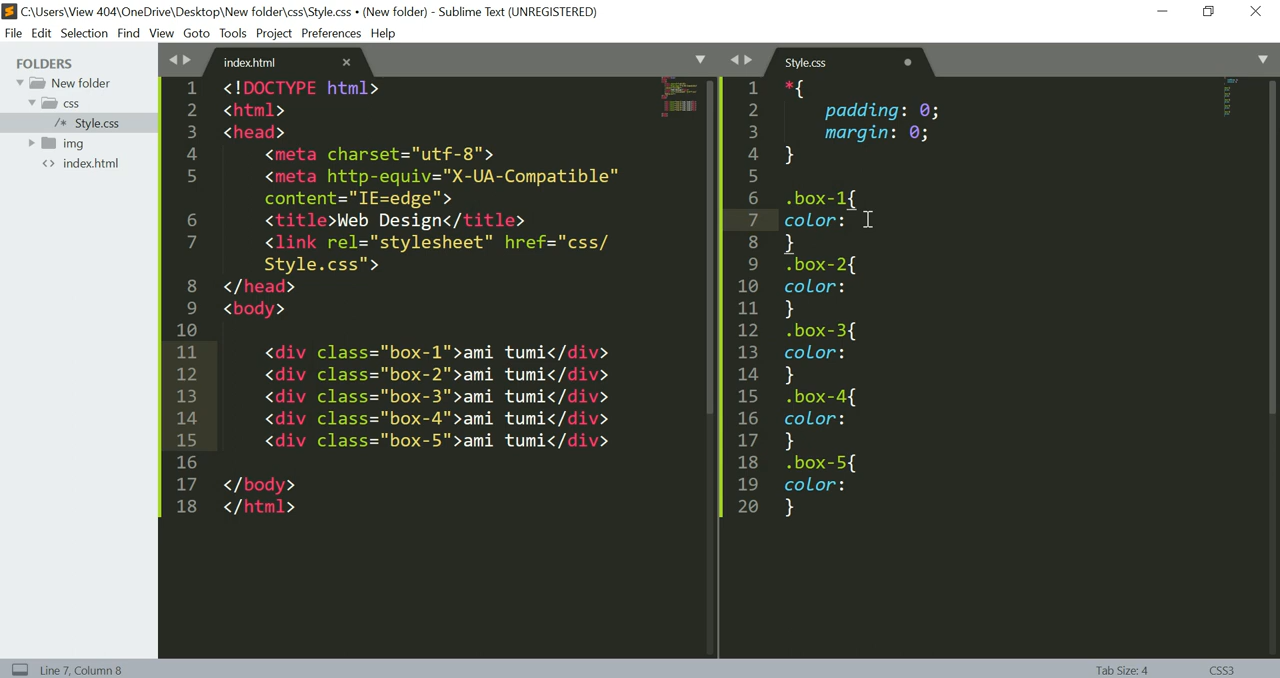 C:\Users\View 404\OneDrive\Desktop\New folder\css\Style.css • (New folder) - Sublime Text (UNREGISTERED)
File Edit Selection Find View Goto Tools Project Preferences Help
FOLDERS
New folder
css
/* Style.css
img
<> index.html
index.html
1 <!DOCTYPE html>
2 <html>
3 <head>
4 <meta charset="utf-8">
5 <meta http-equiv="X-UA-Compatible"
content="IE=edge">
6 <title>Web Design</title>
7 <link rel="stylesheet" href="css/
Style.css">
8 </head>
9 <body>
10
11 <div class="box-1">ami tumi</div>
12 <div class="box-2">ami tumi</div>
13 <div class="box-3">ami tumi</div>
14 <div class="box-4">ami tumi</div>
15 <div class="box-5">ami tumi</div>
16
17 </body>
18 </html>
Style.css
1 *{
2 padding: 0;
3 margin: 0;
4 }
5
6 .box-1{
7 color:
8 }
9 .box-2{
10 color:
11 }
12 .box-3{
13 color:
14 }
15 .box-4{
16 color:
17 }
18 .box-5{
19 color:
20 }
Line 7, Column 8
Tab Size: 4
CSS3